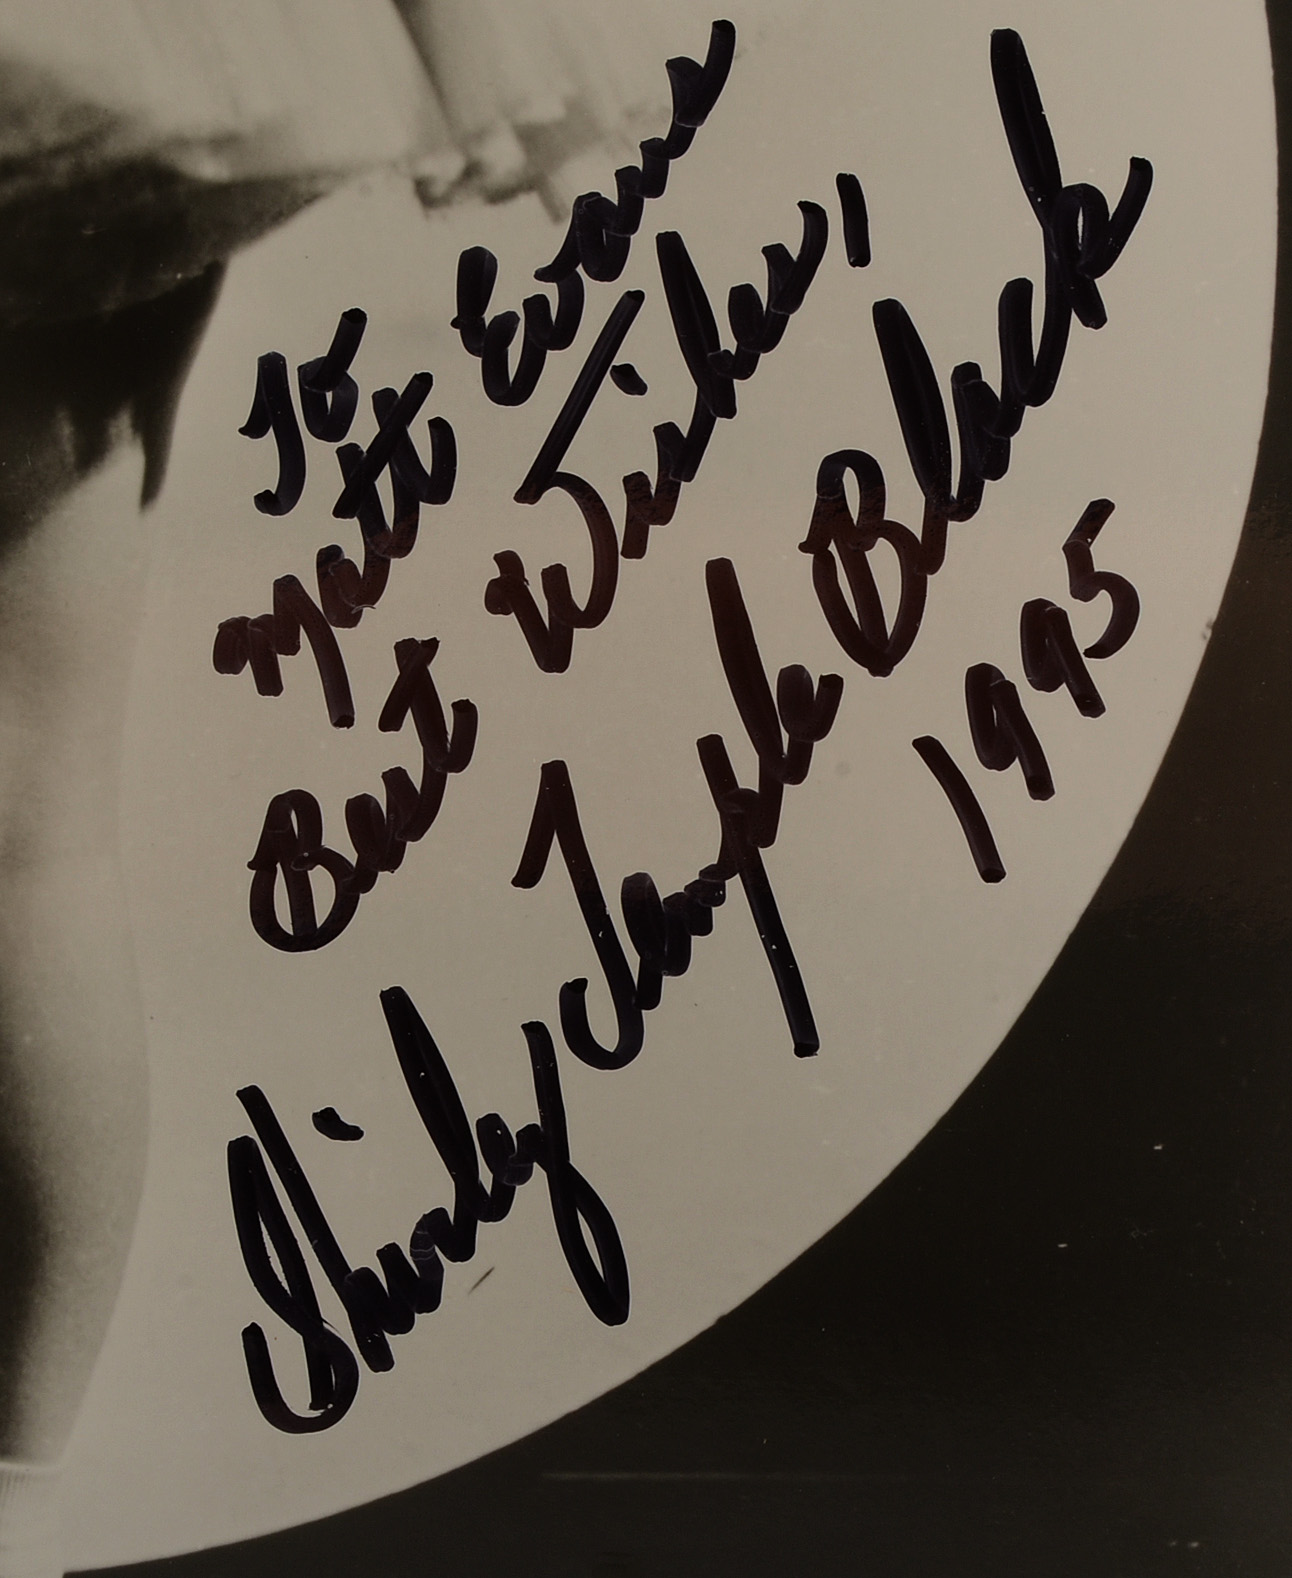 To
Matt Evans
Best Wishes,
Shirley Temple Black
1995